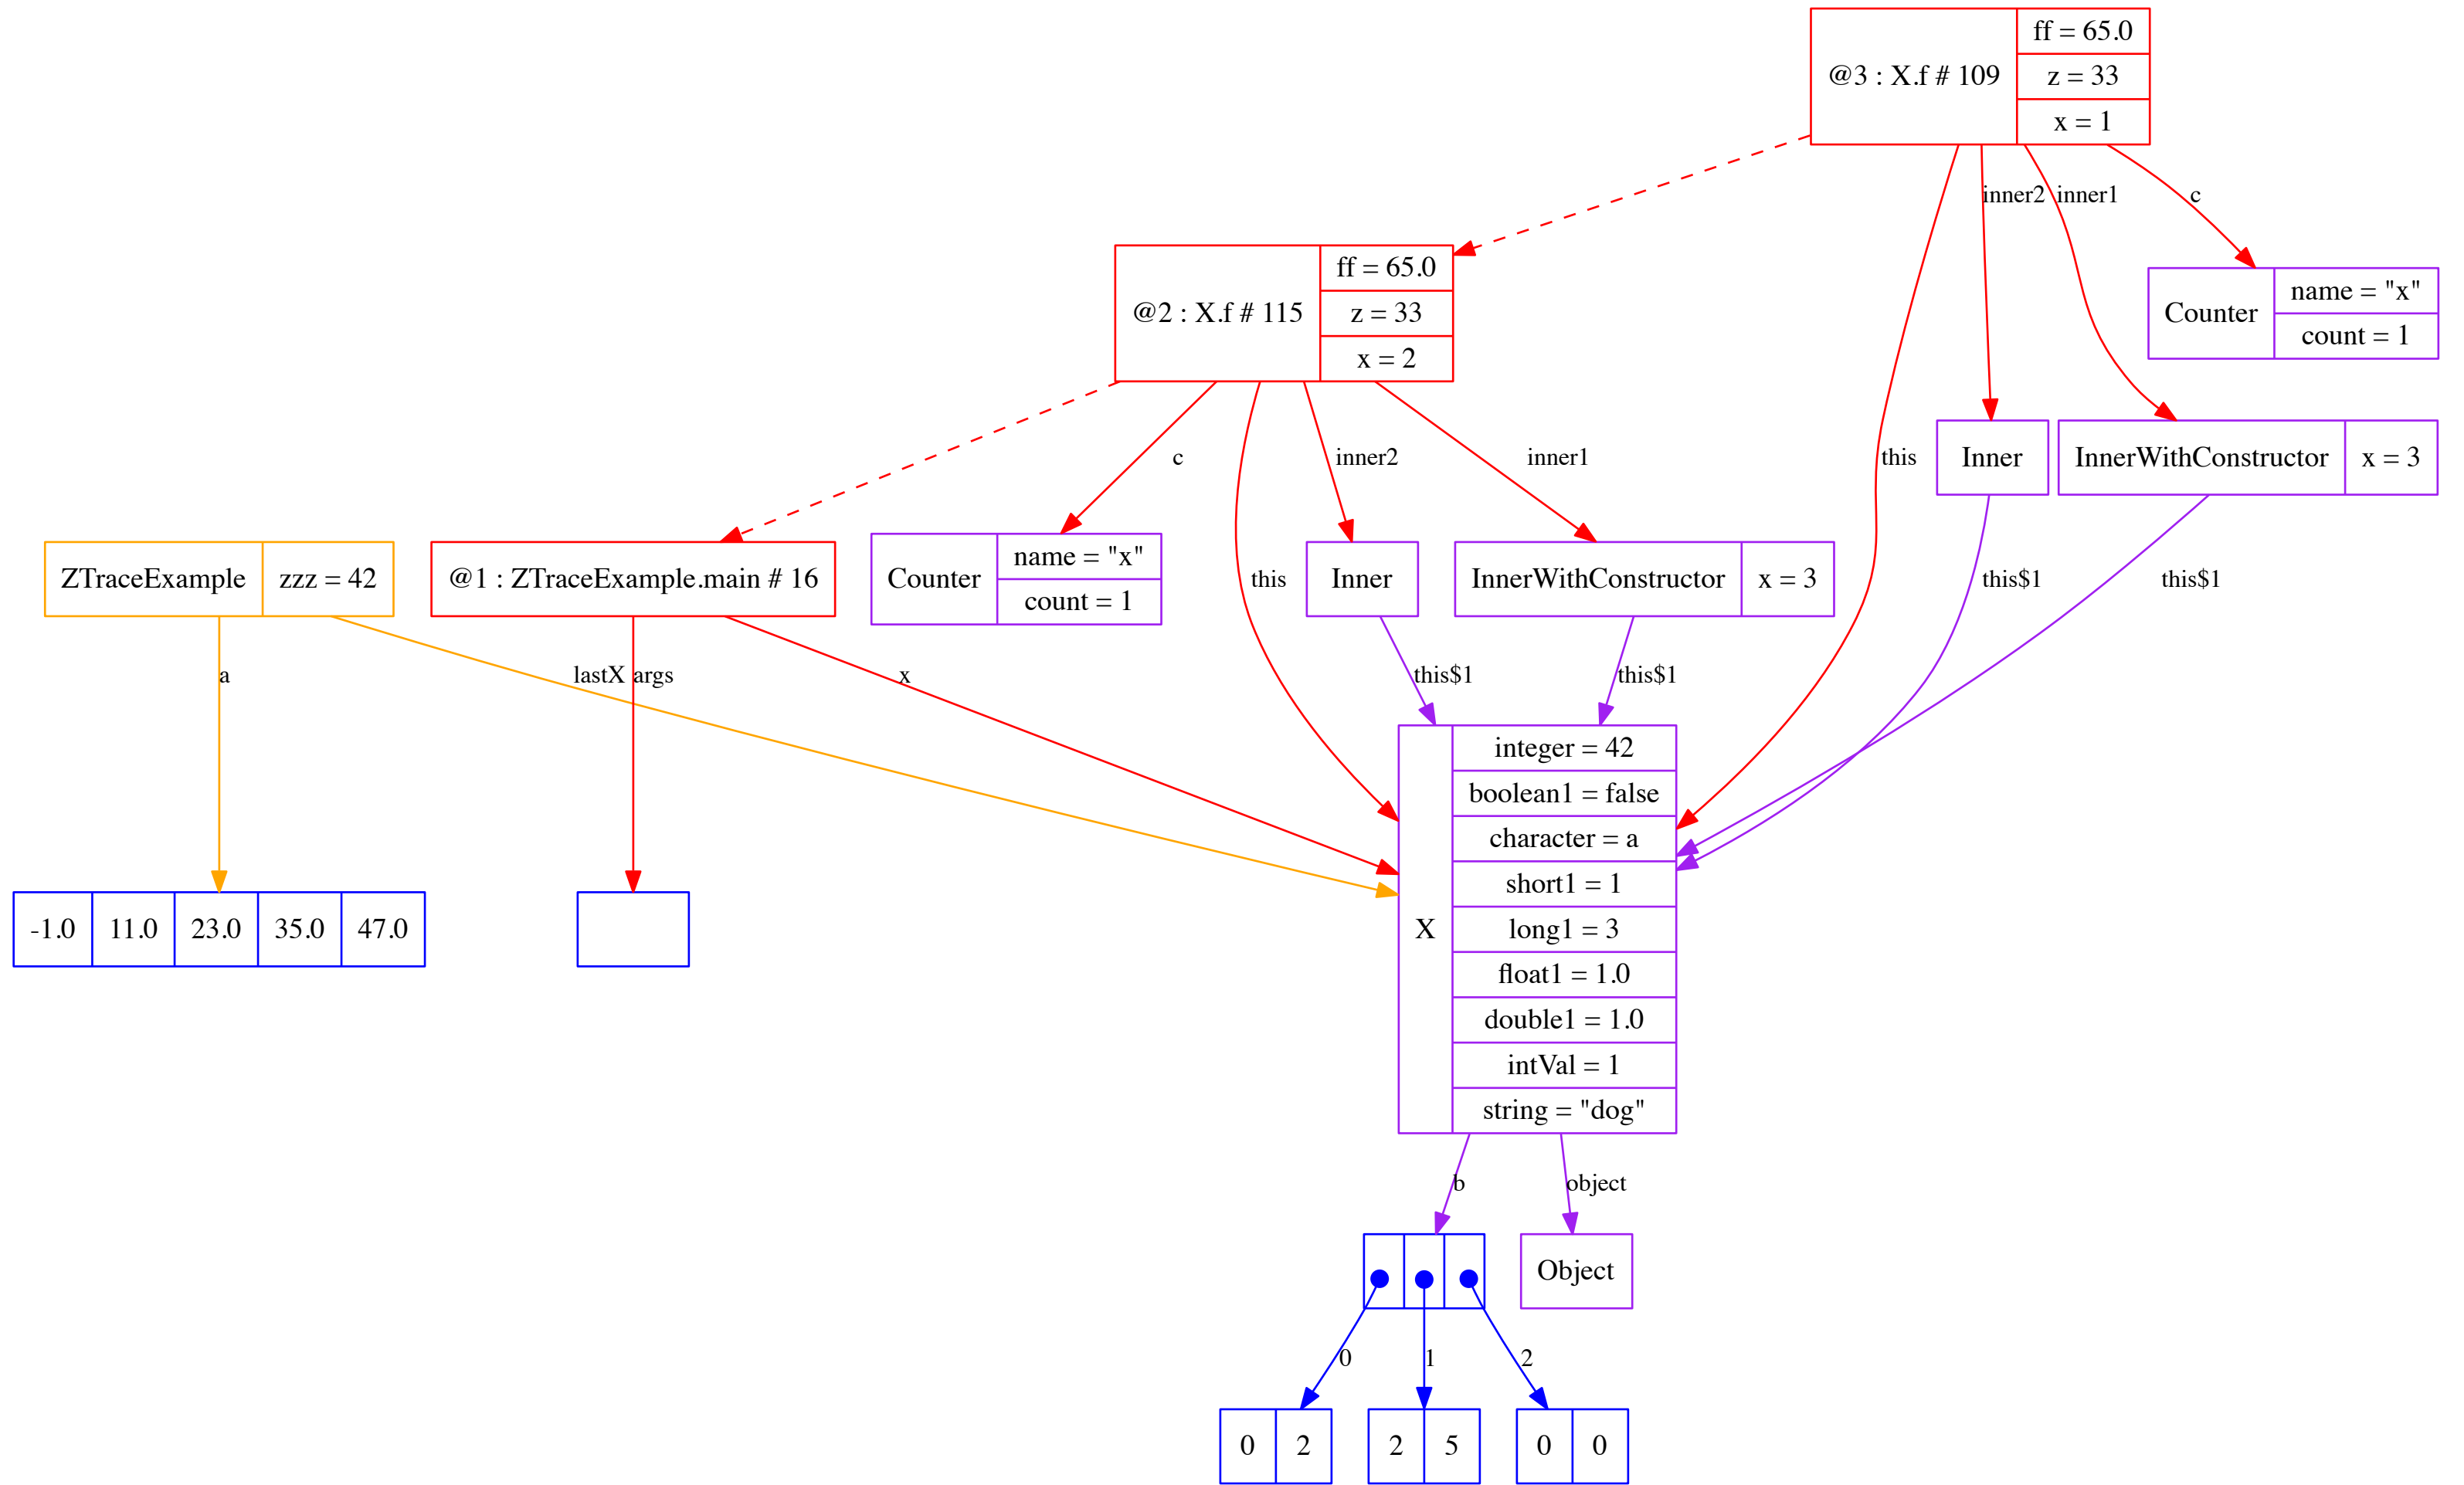 ff = 65.0
@3 : X.f # 109
z = 33
x = 1
inner2
inner1
c
ff = 65.0
@2 : X.f # 115
z = 33
x = 2
Counter
name = "x"
count = 1
c
inner2
inner1
this
Inner
InnerWithConstructor
x = 3
ZTraceExample
zzz = 42
@1 : ZTraceExample.main # 16
Counter
name = "x"
count = 1
this
Inner
InnerWithConstructor
x = 3
this$1
this$1
a
lastX
args
x
this$1
this$1
X
integer = 42
boolean1 = false
character = a
short1 = 1
long1 = 3
float1 = 1.0
double1 = 1.0
intVal = 1
string = "dog"
-1.0
11.0
23.0
35.0
47.0
b
object
Object
0
1
2
0
2
2
5
0
0